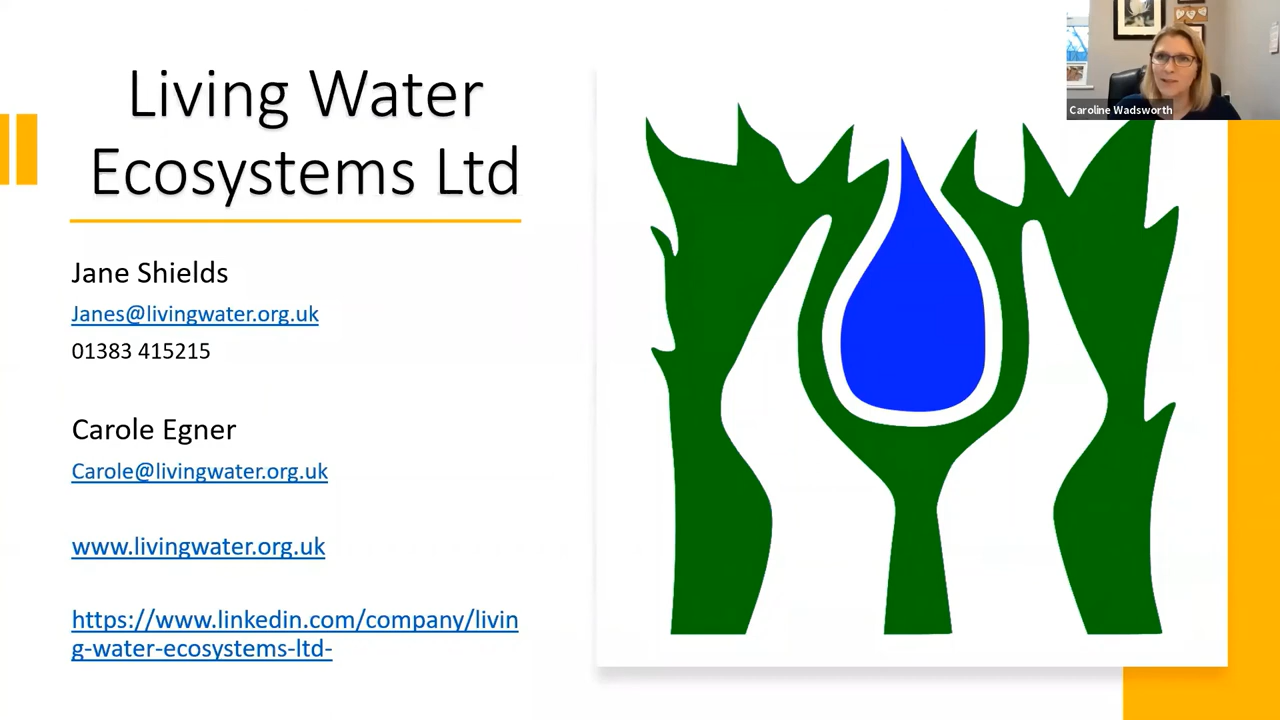 Living Water
Ecosystems Ltd
Jane Shields
Janes@livingwater.org.uk
01383 415215
Carole Egner
Carole@livingwater.org.uk
www.livingwater.org.uk
https://www.linkedin.com/company/livin
g-water-ecosystems-ltd-
Caroline Wadsworth